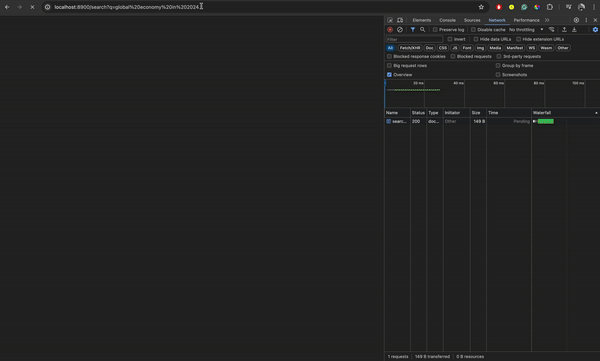 localhost:8900/search?q=global%20economy%20in%202024
Elements Console Sources Network Performance
Preserve log Disable cache No throttling
Filter Invert Hide data URLs Hide extension URLs
All Fetch/XHR Doc CSS JS Font Img Media Manifest WS Wasm Other
Blocked response cookies Blocked requests 3rd-party requests
Big request rows Group by frame
Overview Screenshots
20 ms 40 ms 60 ms 80 ms 100 ms
Name Status Type Initiator Size Time Waterfall
searc... 200 doc... Other 149 B Pending
1 requests 149 B transferred 0 B resources